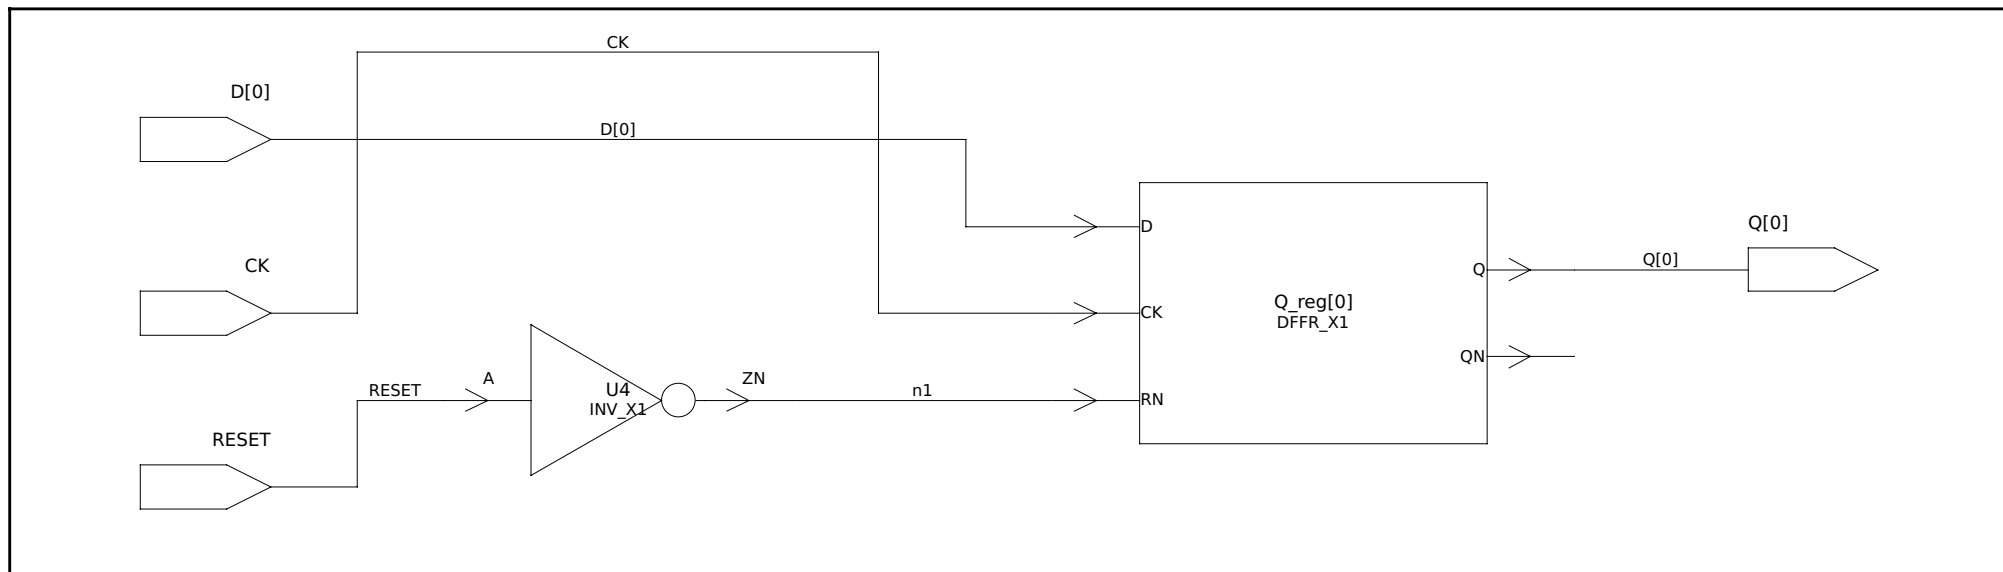 CK
D[0]
D[0]
D
Q[0]
CK
Q
Q[0]
Q_reg[0]
CK
DFFR_X1
QN
A
ZN
U4
RESET
n1
RN
INV_X1
RESET